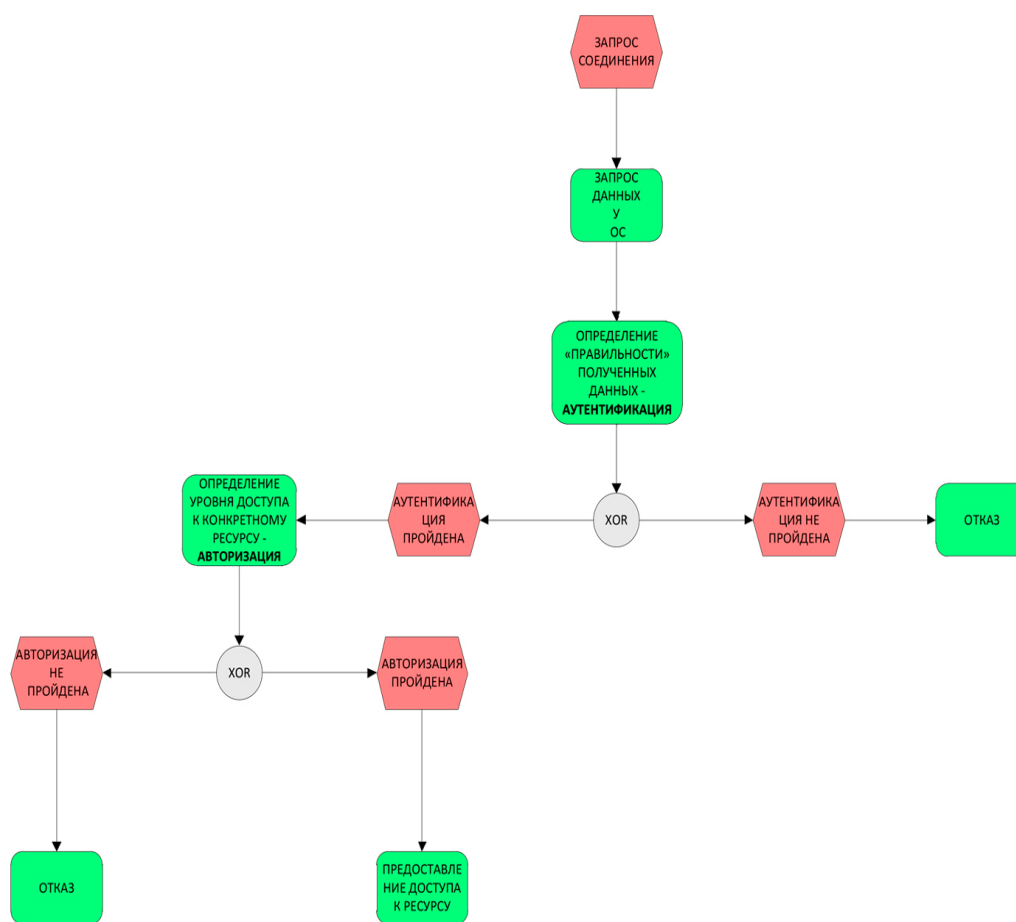 ЗАПРОС
СОЕДИНЕНИЯ
ЗАПРОС
ДАННЫХ
У
ОС
ОПРЕДЕЛЕНИЕ
«ПРАВИЛЬНОСТИ»
ПОЛУЧЕННЫХ
ДАННЫХ -
АУТЕНТИФИКАЦИЯ
ОПРЕДЕЛЕНИЕ
УРОВНЯ ДОСТУПА
К КОНКРЕТНОМУ
РЕСУРСУ -
АВТОРИЗАЦИЯ
АУТЕНТИФИКА
ЦИЯ
ПРОЙДЕНА
XOR
АУТЕНТИФИКА
ЦИЯ НЕ
ПРОЙДЕНА
ОТКАЗ
АВТОРИЗАЦИЯ
НЕ
ПРОЙДЕНА
XOR
АВТОРИЗАЦИЯ
ПРОЙДЕНА
ОТКАЗ
ПРЕДОСТАВЛЕ
НИЕ ДОСТУПА
К РЕСУРСУ